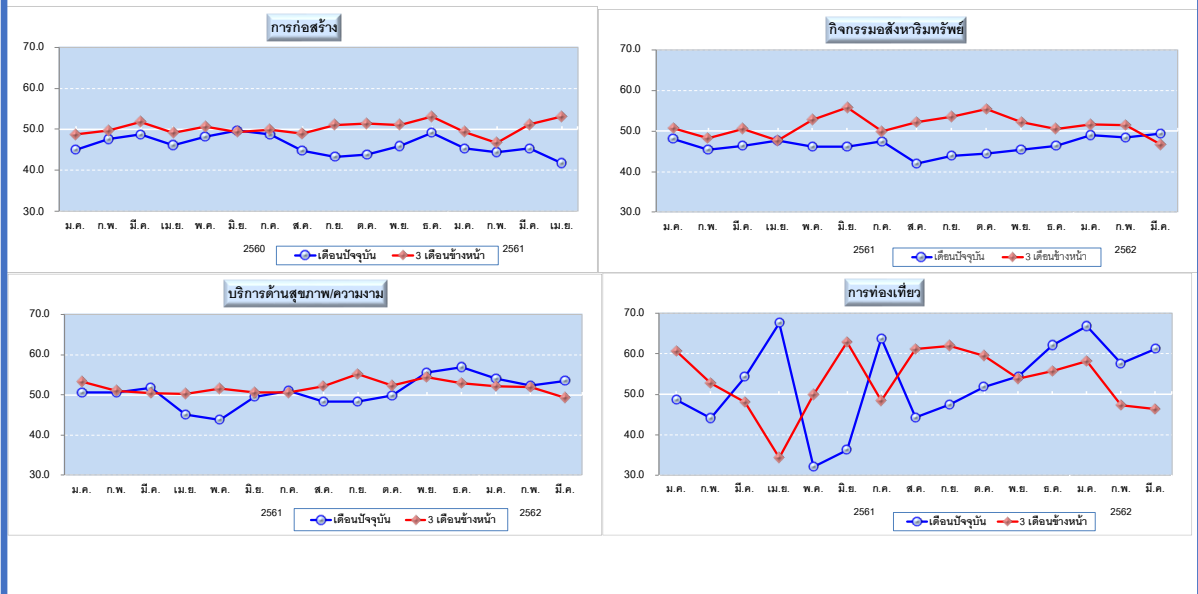 การก่อสร้าง
70.0
60.0
50.0
40.0
30.0
ม.ค. ก.พ. มี.ค. เม.ย. พ.ค. มิ.ย. ก.ค. ส.ค. ก.ย. ต.ค. พ.ย. ธ.ค. ม.ค. ก.พ. มี.ค. เม.ย.
2560 2561
เดือนปัจจุบัน 3 เดือนข้างหน้า
กิจกรรมอสังหาริมทรัพย์
70.0
60.0
50.0
40.0
30.0
ม.ค. ก.พ. มี.ค. เม.ย. พ.ค. มิ.ย. ก.ค. ส.ค. ก.ย. ต.ค. พ.ย. ธ.ค. ม.ค. ก.พ. มี.ค.
2561 2562
เดือนปัจจุบัน 3 เดือนข้างหน้า
บริการด้านสุขภาพ/ความงาม
70.0
60.0
50.0
40.0
30.0
ม.ค. ก.พ. มี.ค. เม.ย. พ.ค. มิ.ย. ก.ค. ส.ค. ก.ย. ต.ค. พ.ย. ธ.ค. ม.ค. ก.พ. มี.ค.
2561 2562
เดือนปัจจุบัน 3 เดือนข้างหน้า
การท่องเที่ยว
70.0
60.0
50.0
40.0
30.0
ม.ค. ก.พ. มี.ค. เม.ย. พ.ค. มิ.ย. ก.ค. ส.ค. ก.ย. ต.ค. พ.ย. ธ.ค. ม.ค. ก.พ. มี.ค.
2561 2562
เดือนปัจจุบัน 3 เดือนข้างหน้า